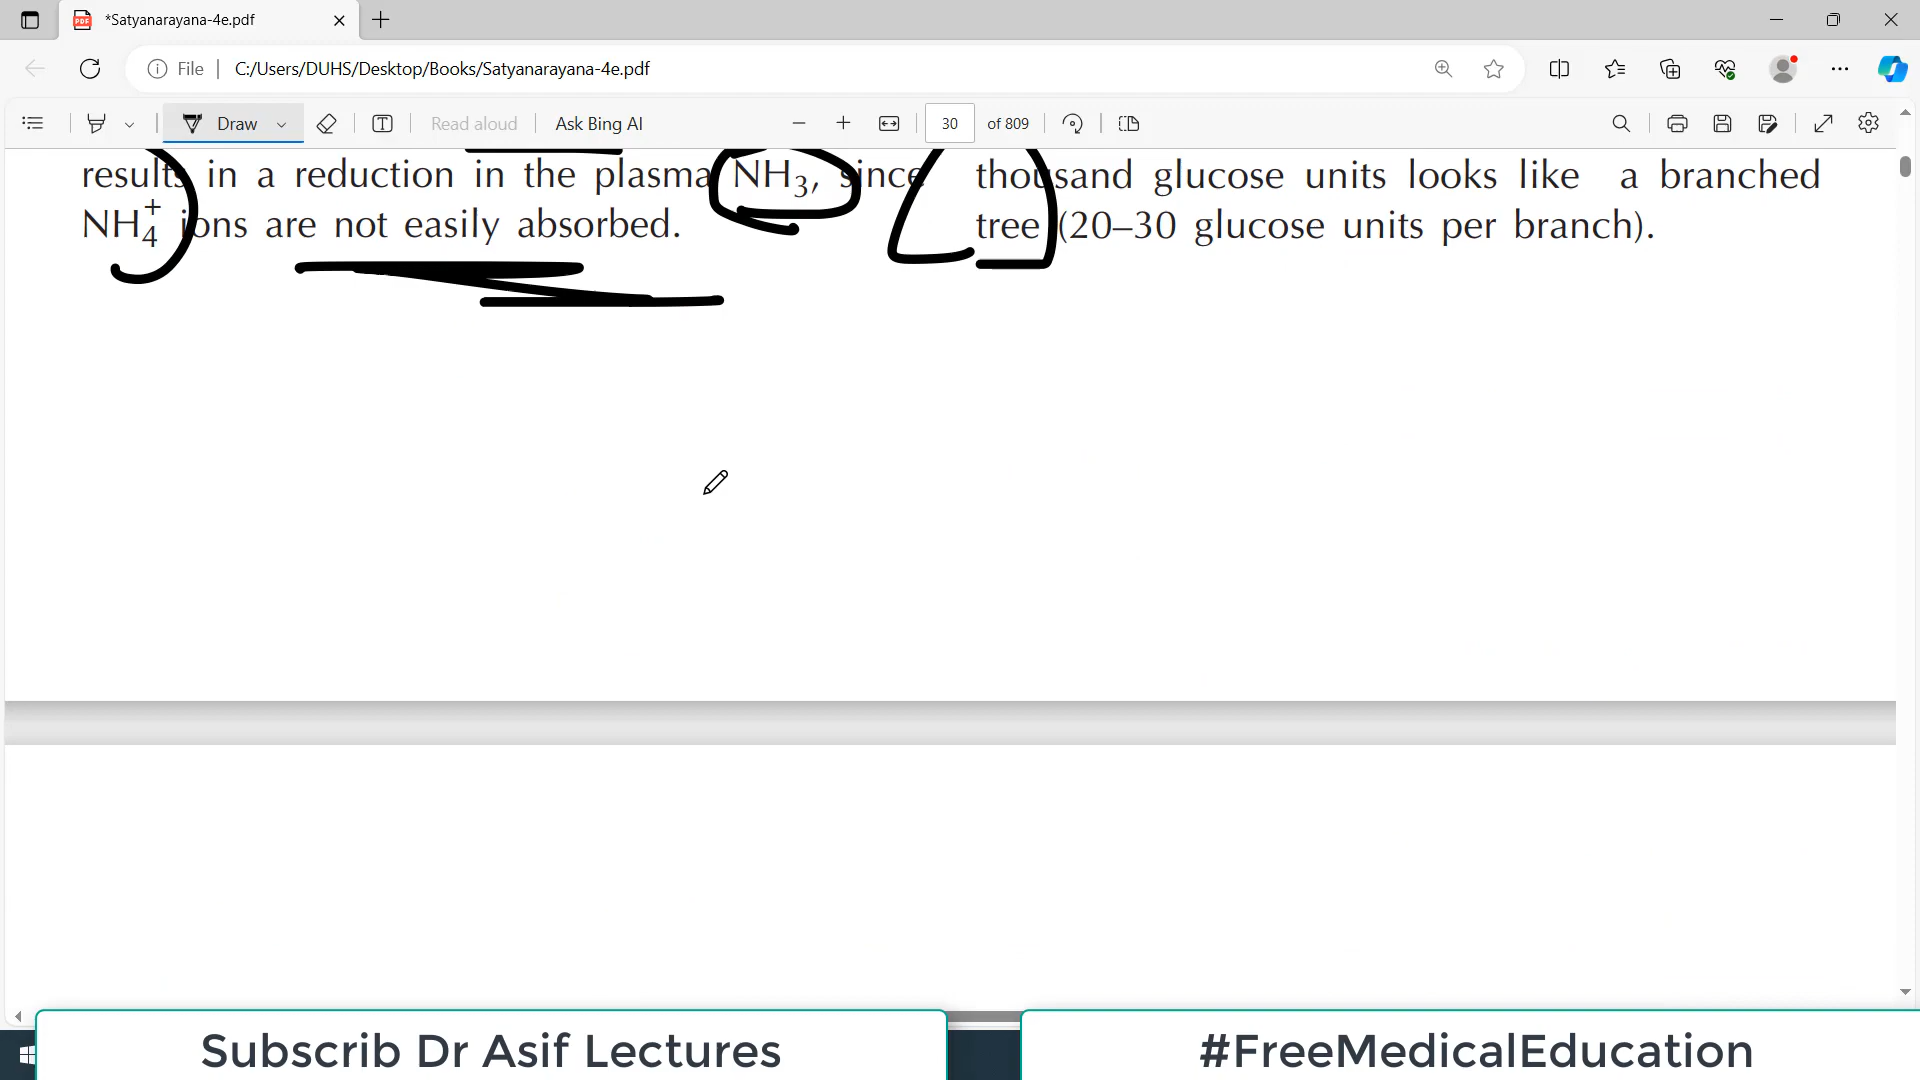 *Satyanarayana-4e.pdf
File
C:/Users/DUHS/Desktop/Books/Satyanarayana-4e.pdf
Draw
Read aloud
Ask Bing AI
30
of 809
results in a reduction in the plasma NH₃, since
NH₄⁺ ions are not easily absorbed.
thousand glucose units looks like a branched
tree (20–30 glucose units per branch).
Subscrib Dr Asif Lectures
#FreeMedicalEducation